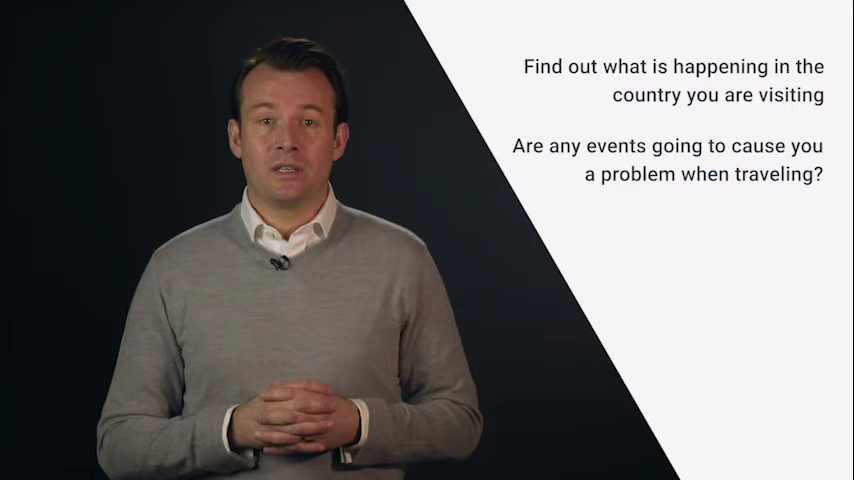 Find out what is happening in the
country you are visiting
Are any events going to cause you
a problem when traveling?